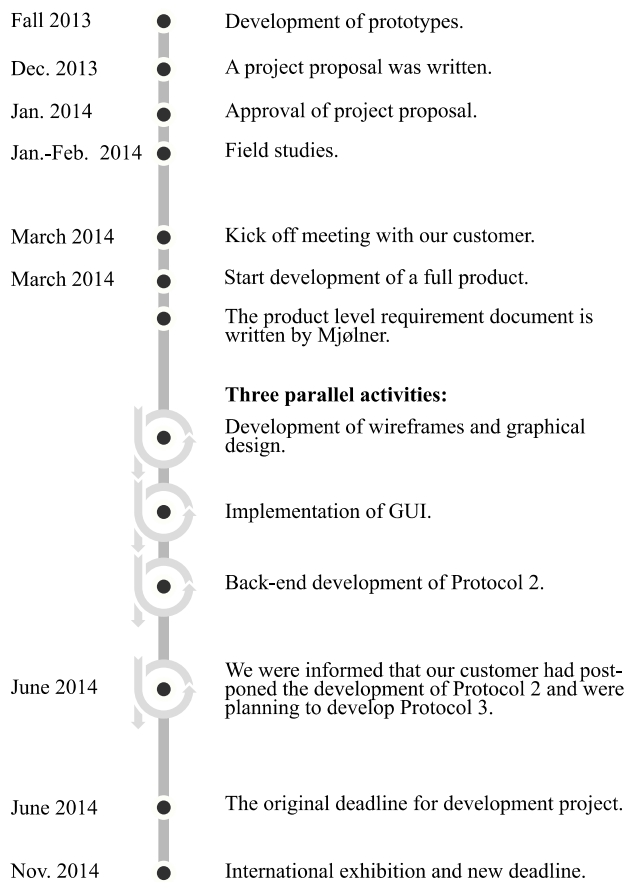 Fall 2013 Development of prototypes.
Dec. 2013 A project proposal was written.
Jan. 2014 Approval of project proposal.
Jan.-Feb. 2014 Field studies.
March 2014 Kick off meeting with our customer.
March 2014 Start development of a full product.
The product level requirement document is
written by Mjølner.
Three parallel activities:
Development of wireframes and graphical
design.
Implementation of GUI.
Back-end development of Protocol 2.
We were informed that our customer had post-
June 2014 poned the development of Protocol 2 and were
planning to develop Protocol 3.
June 2014 The original deadline for development project.
Nov. 2014 International exhibition and new deadline.